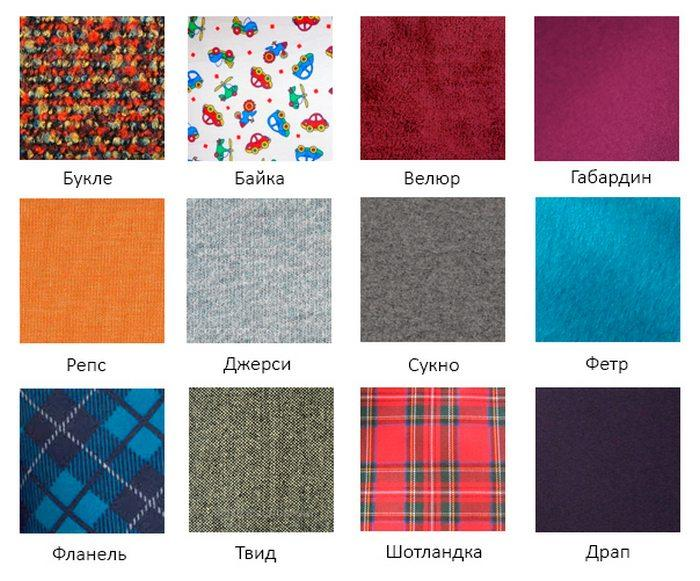 Букле
Байка
Велюр
Габардин
Репс
Джерси
Сукно
Фетр
Фланель
Твид
Шотландка
Драп